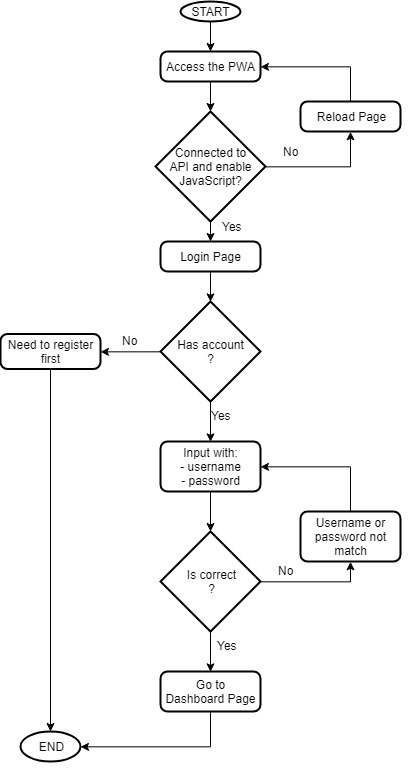 START
Access the PWA
Reload Page
Connected to
API and enable
JavaScript?
No
Yes
Login Page
Has account
?
No
Need to register
first
Yes
Input with:
- username
- password
Username or
password not
match
Is correct
?
No
Yes
Go to
Dashboard Page
END